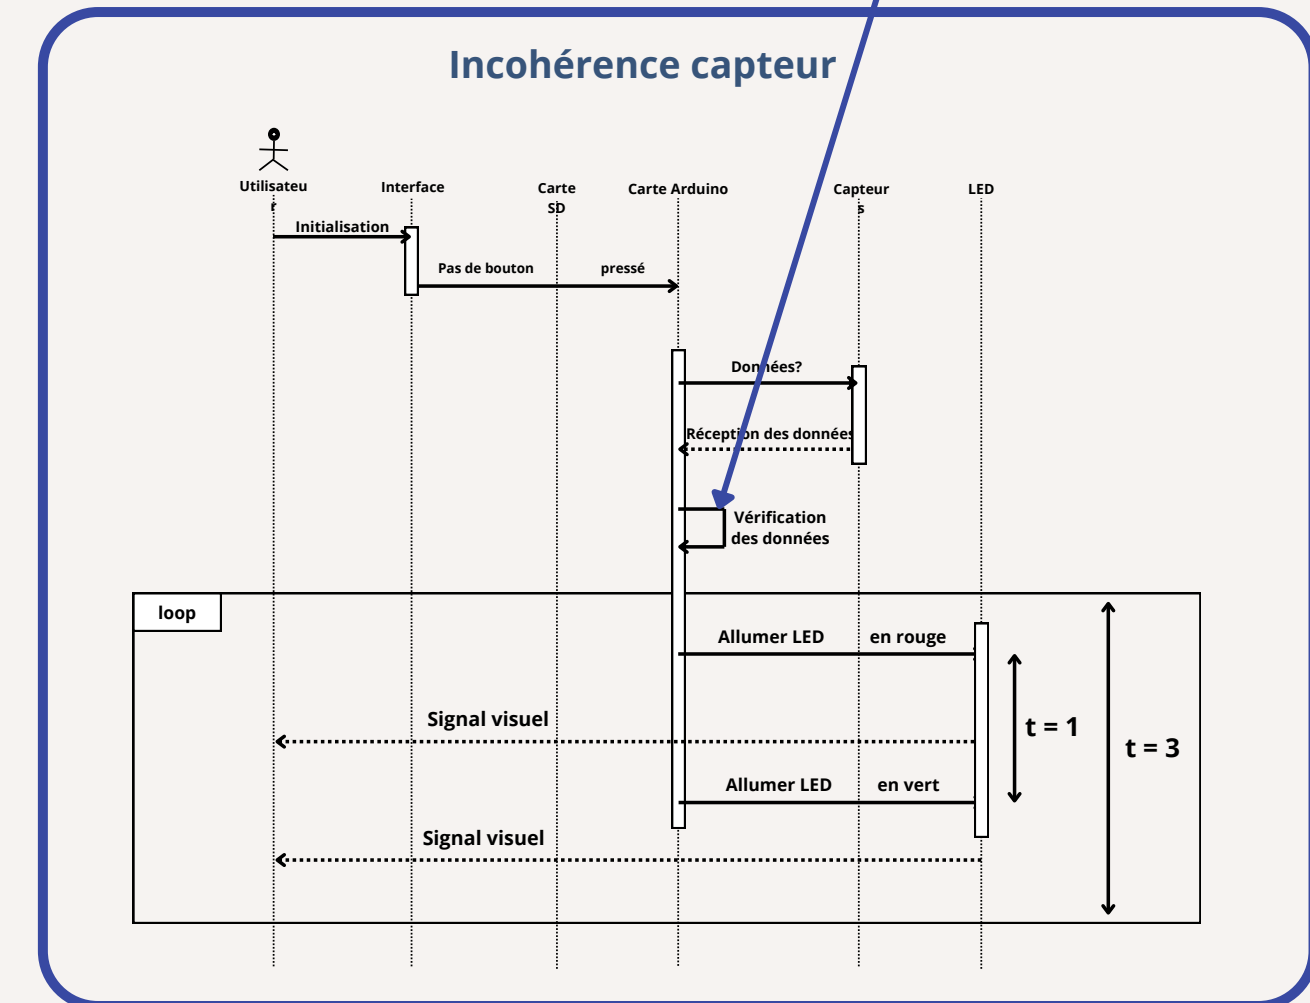 Incohérence capteur
Utilisateu
r
Interface
Carte
SD
Carte Arduino
Capteur
s
LED
Initialisation
Pas de bouton pressé
Données?
Réception des données
Vérification
des données
loop
Allumer LED en rouge
Signal visuel
t = 1
t = 3
Allumer LED en vert
Signal visuel